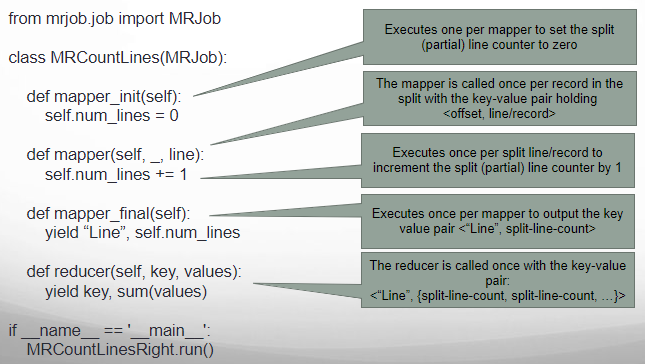 from mrjob.job import MRJob
class MRCountLines(MRJob):
def mapper_init(self):
self.num_lines = 0
def mapper(self, _, line):
self.num_lines += 1
def mapper_final(self):
yield “Line”, self.num_lines
def reducer(self, key, values):
yield key, sum(values)
if __name__ == '__main__':
MRCountLinesRight.run()
Executes one per mapper to set the split
(partial) line counter to zero
The mapper is called once per record in the
split with the key-value pair holding
<offset, line/record>
Executes once per split line/record to
increment the split (partial) line counter by 1
Executes once per mapper to output the key
value pair <“Line”, split-line-count>
The reducer is called once with the key-value
pair:
<“Line”, {split-line-count, split-line-count, …}>